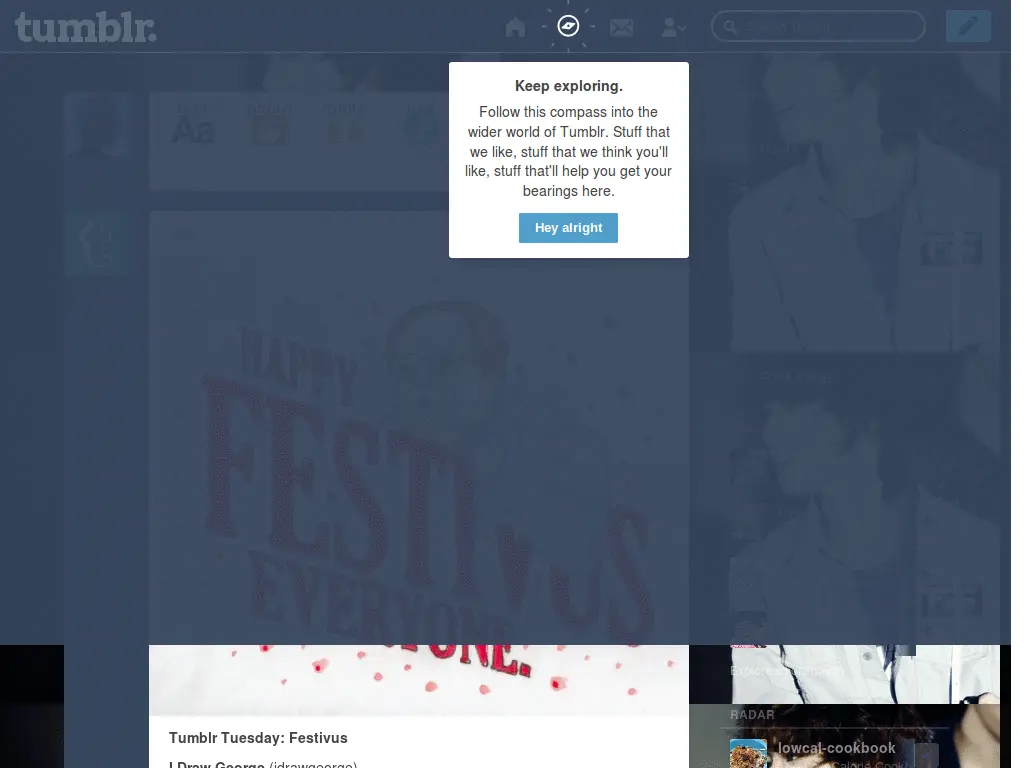 tumblr.
Keep exploring.
Follow this compass into the
wider world of Tumblr. Stuff that
we like, stuff that we think you'll
like, stuff that'll help you get your
bearings here.
Hey alright
Aa
HAPPY
FESTIVUS
EVERYONE.
Tumblr Tuesday: Festivus
I Draw George (idrawgeorge)
RADAR
lowcal-cookbook